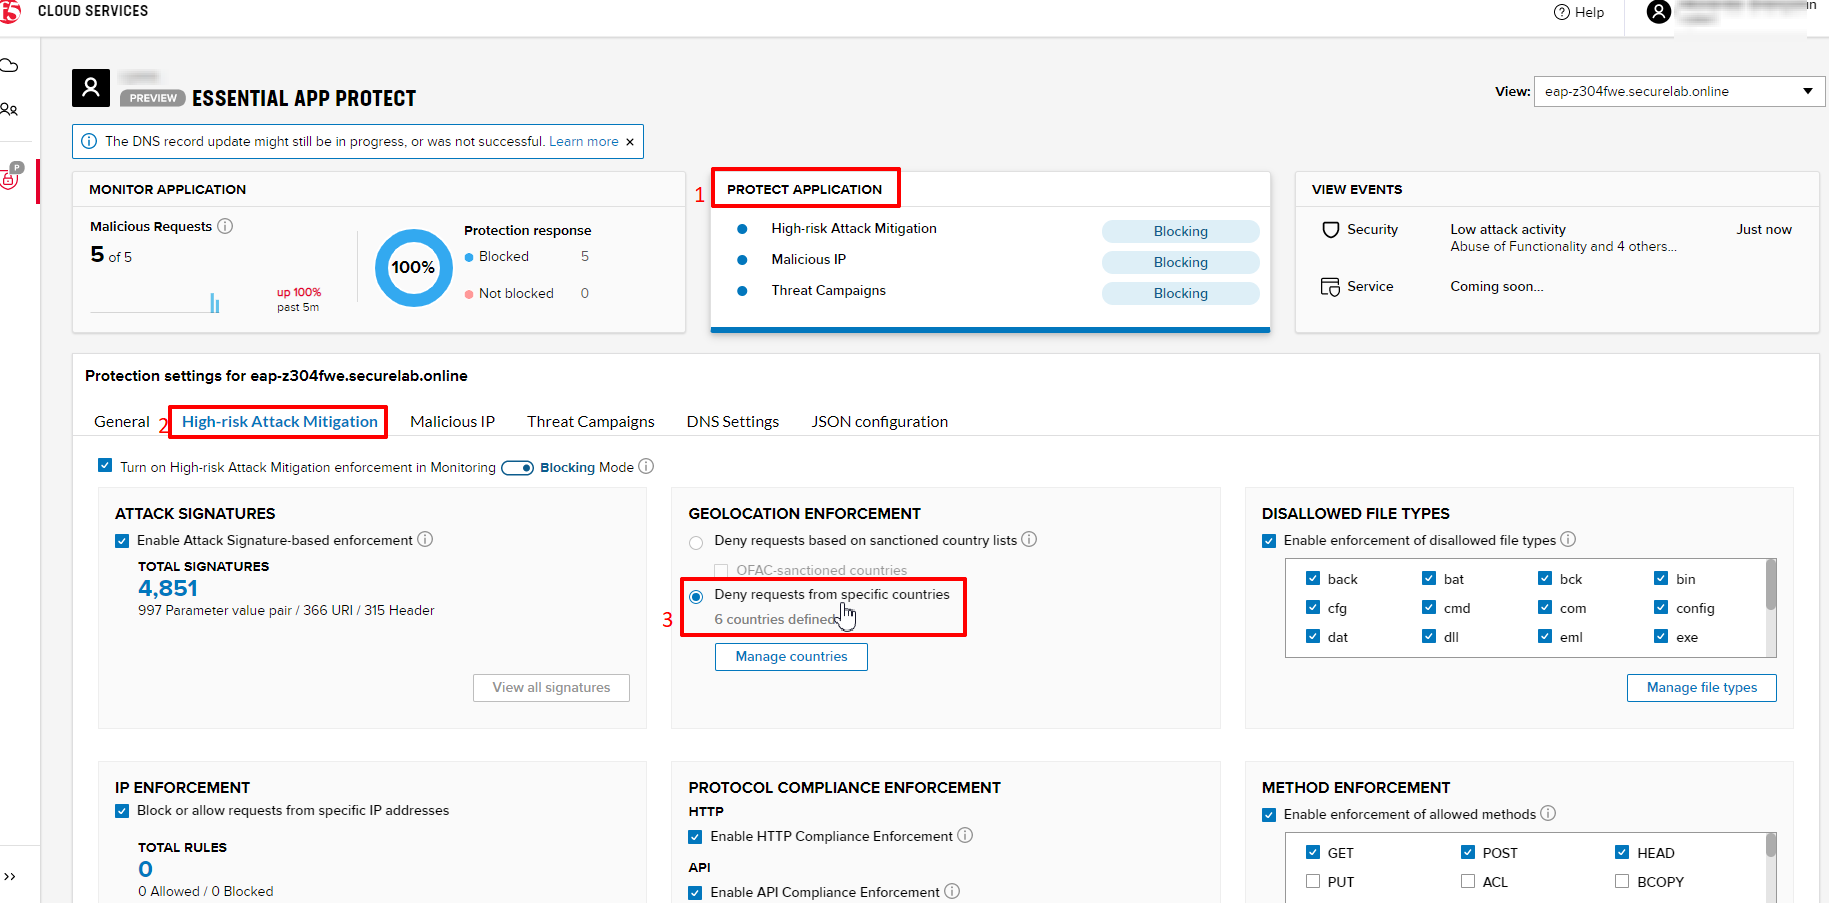 f5 CLOUD SERVICES
Help
in
PREVIEW ESSENTIAL APP PROTECT
View: eap-z304fwe.securelab.online
The DNS record update might still be in progress, or was not successful. Learn more ×
P
MONITOR APPLICATION
Malicious Requests
5 of 5
up 100%
past 5m
100%
Protection response
Blocked 5
Not blocked 0
1 PROTECT APPLICATION
High-risk Attack Mitigation Blocking
Malicious IP Blocking
Threat Campaigns Blocking
VIEW EVENTS
Security Low attack activity Just now
Abuse of Functionality and 4 others...
Service Coming soon...
Protection settings for eap-z304fwe.securelab.online
General 2 High-risk Attack Mitigation Malicious IP Threat Campaigns DNS Settings JSON configuration
Turn on High-risk Attack Mitigation enforcement in Monitoring Blocking Mode
ATTACK SIGNATURES
Enable Attack Signature-based enforcement
TOTAL SIGNATURES
4,851
997 Parameter value pair / 366 URI / 315 Header
View all signatures
GEOLOCATION ENFORCEMENT
Deny requests based on sanctioned country lists
OFAC-sanctioned countries
Deny requests from specific countries
3 6 countries defined
Manage countries
DISALLOWED FILE TYPES
Enable enforcement of disallowed file types
back bat bck bin
cfg cmd com config
dat dll eml exe
Manage file types
IP ENFORCEMENT
Block or allow requests from specific IP addresses
TOTAL RULES
0
0 Allowed / 0 Blocked
PROTOCOL COMPLIANCE ENFORCEMENT
HTTP
Enable HTTP Compliance Enforcement
API
Enable API Compliance Enforcement
METHOD ENFORCEMENT
Enable enforcement of allowed methods
GET POST HEAD
PUT ACL BCOPY